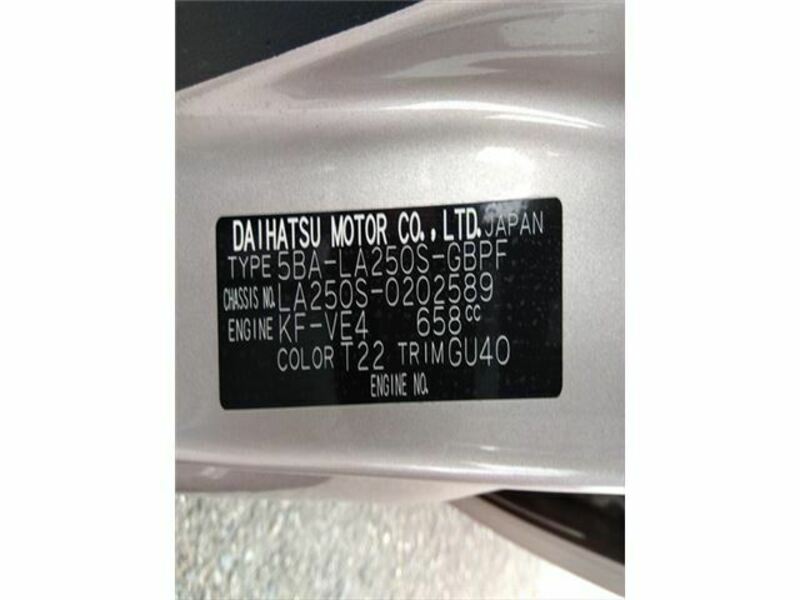 DAIHATSU MOTOR CO., LTD. JAPAN
TYPE 5BA-LA250S-GBPF
CHASSIS NO. LA250S-0202589
ENGINE KF-VE4 658cc
COLOR T22 TRIM GU40
ENGINE NO.